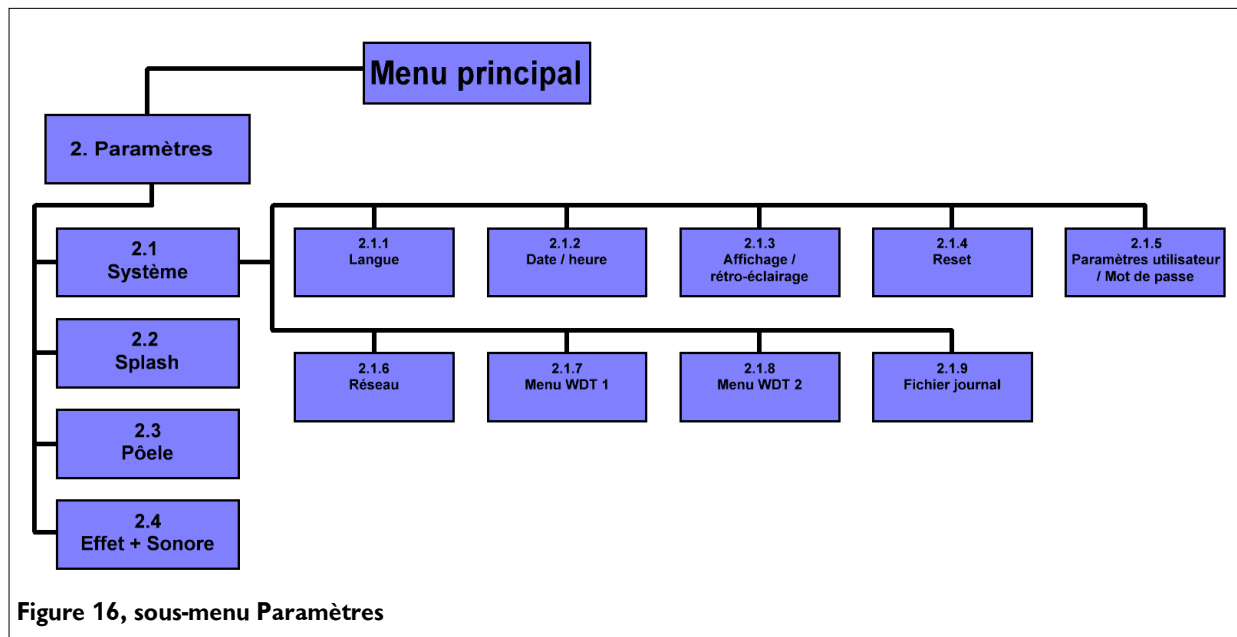 Menu principal
2. Paramètres
2.1
Système
2.1.1
Langue
2.1.2
Date / heure
2.1.3
Affichage /
rétro-éclairage
2.1.4
Reset
2.1.5
Paramètres utilisateur
/ Mot de passe
2.2
Splash
2.1.6
Réseau
2.1.7
Menu WDT 1
2.1.8
Menu WDT 2
2.1.9
Fichier journal
2.3
Pôele
2.4
Effet + Sonore
Figure 16, sous-menu Paramètres